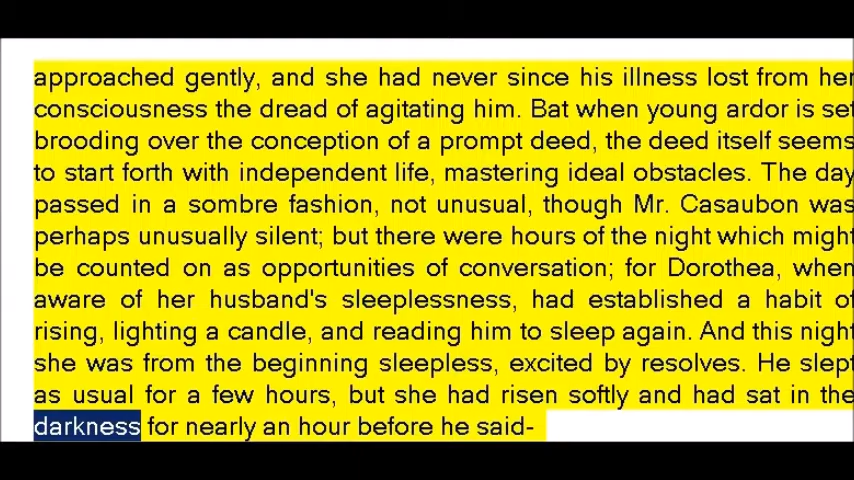 approached gently, and she had never since his illness lost from her
consciousness the dread of agitating him. Bat when young ardor is set
brooding over the conception of a prompt deed, the deed itself seems
to start forth with independent life, mastering ideal obstacles. The day
passed in a sombre fashion, not unusual, though Mr. Casaubon was
perhaps unusually silent; but there were hours of the night which might
be counted on as opportunities of conversation; for Dorothea, when
aware of her husband's sleeplessness, had established a habit of
rising, lighting a candle, and reading him to sleep again. And this night
she was from the beginning sleepless, excited by resolves. He slept
as usual for a few hours, but she had risen softly and had sat in the
darkness for nearly an hour before he said-